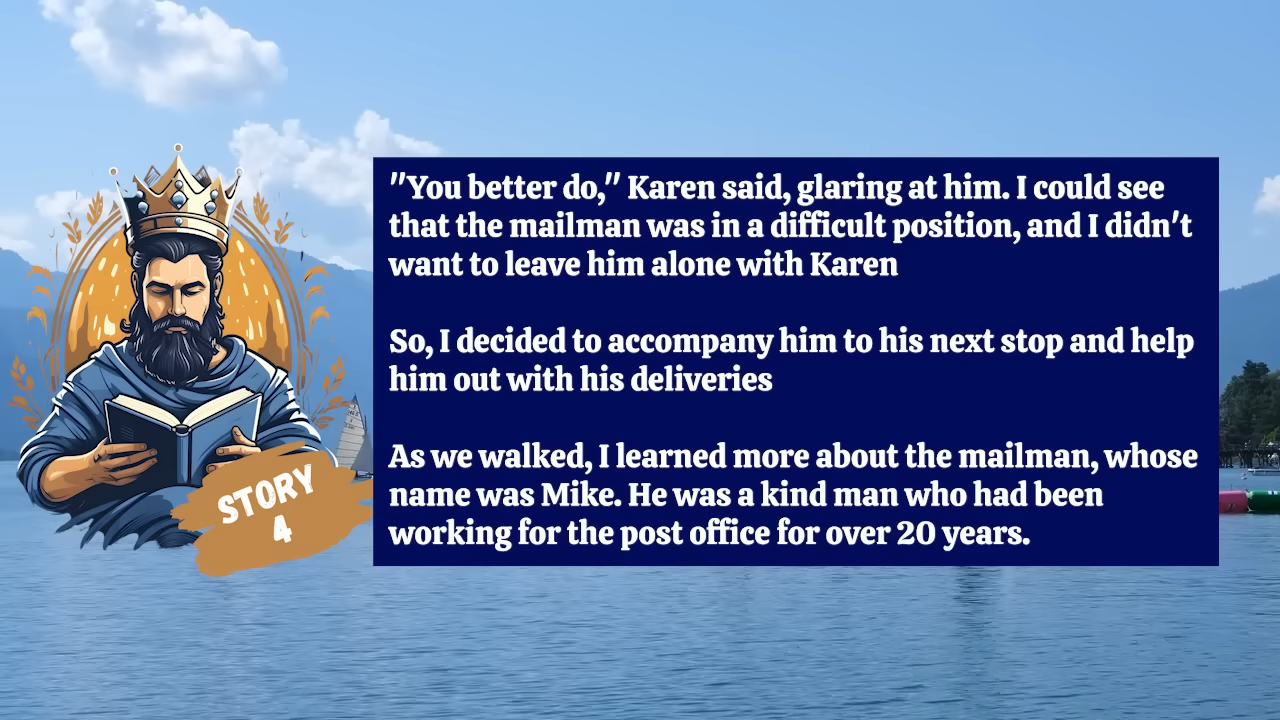 "You better do," Karen said, glaring at him. I could see
that the mailman was in a difficult position, and I didn't
want to leave him alone with Karen
So, I decided to accompany him to his next stop and help
him out with his deliveries
As we walked, I learned more about the mailman, whose
name was Mike. He was a kind man who had been
working for the post office for over 20 years.
STORY
4